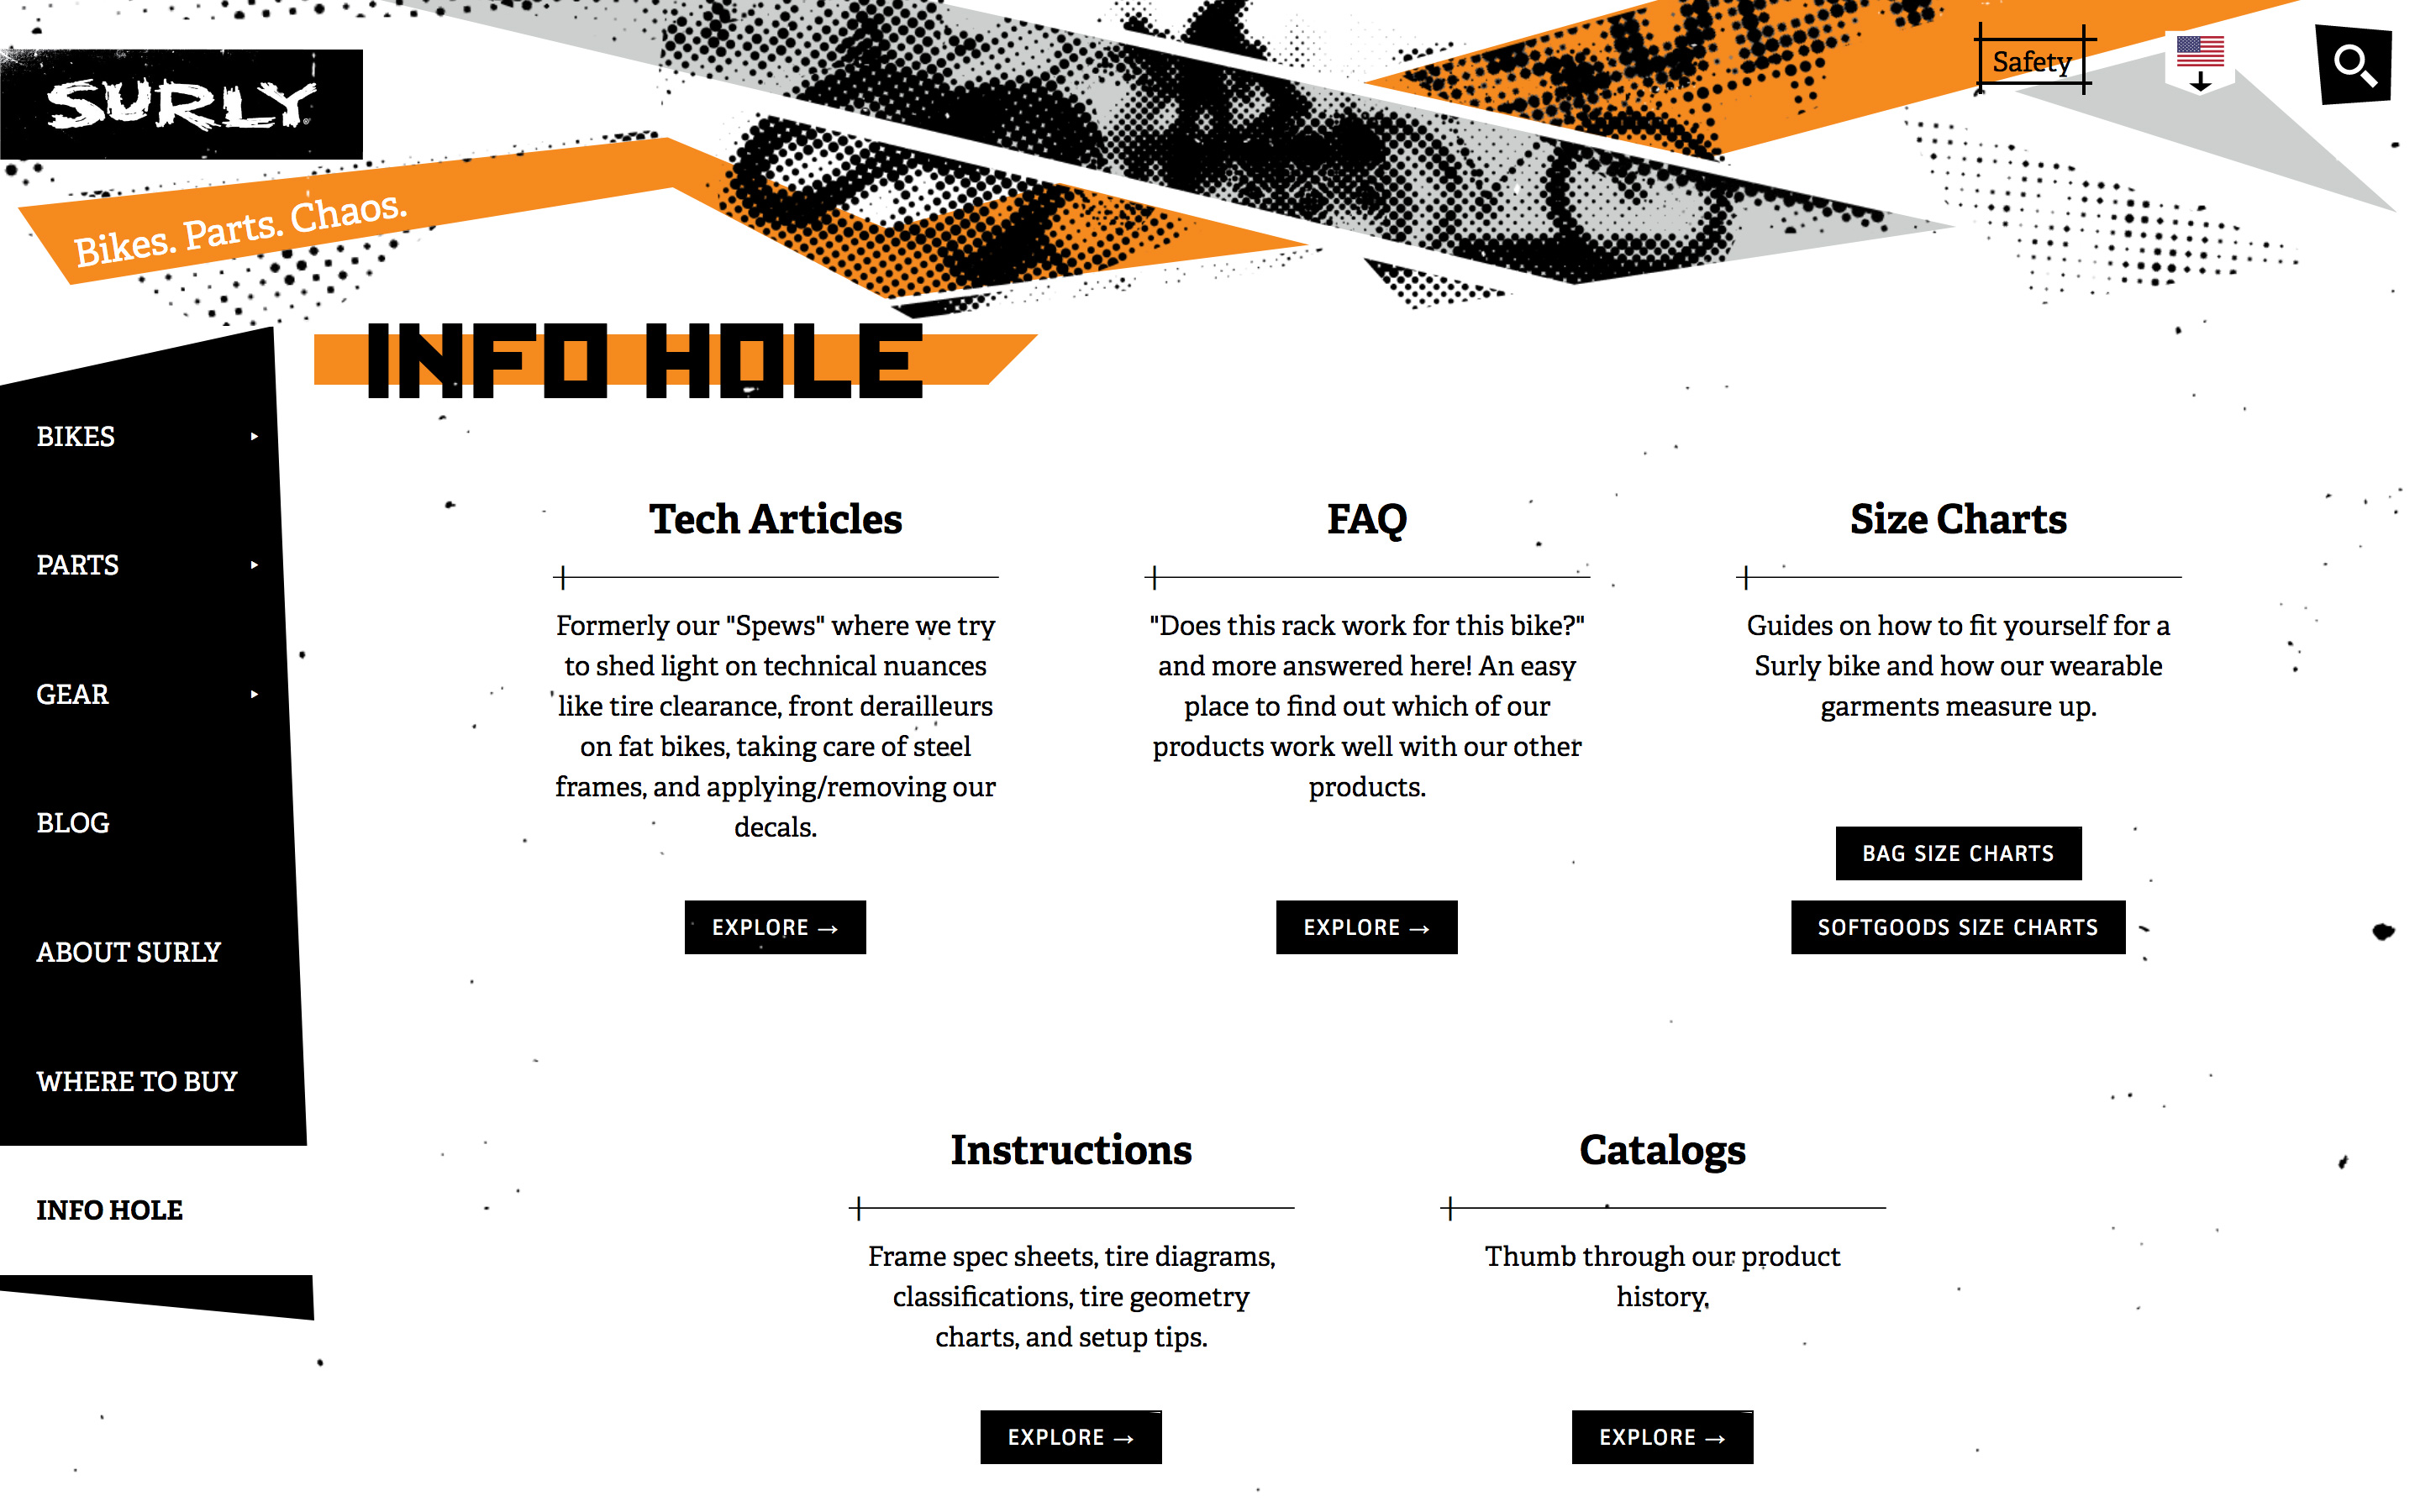 SURLY
Safety
Bikes. Parts. Chaos.
INFO HOLE
BIKES
PARTS
GEAR
BLOG
ABOUT SURLY
WHERE TO BUY
INFO HOLE
Tech Articles
Formerly our "Spews" where we try
to shed light on technical nuances
like tire clearance, front derailleurs
on fat bikes, taking care of steel
frames, and applying/removing our
decals.
EXPLORE →
FAQ
"Does this rack work for this bike?"
and more answered here! An easy
place to find out which of our
products work well with our other
products.
EXPLORE →
Size Charts
Guides on how to fit yourself for a
Surly bike and how our wearable
garments measure up.
BAG SIZE CHARTS
SOFTGOODS SIZE CHARTS
Instructions
Frame spec sheets, tire diagrams,
classifications, tire geometry
charts, and setup tips.
EXPLORE →
Catalogs
Thumb through our product
history.
EXPLORE →